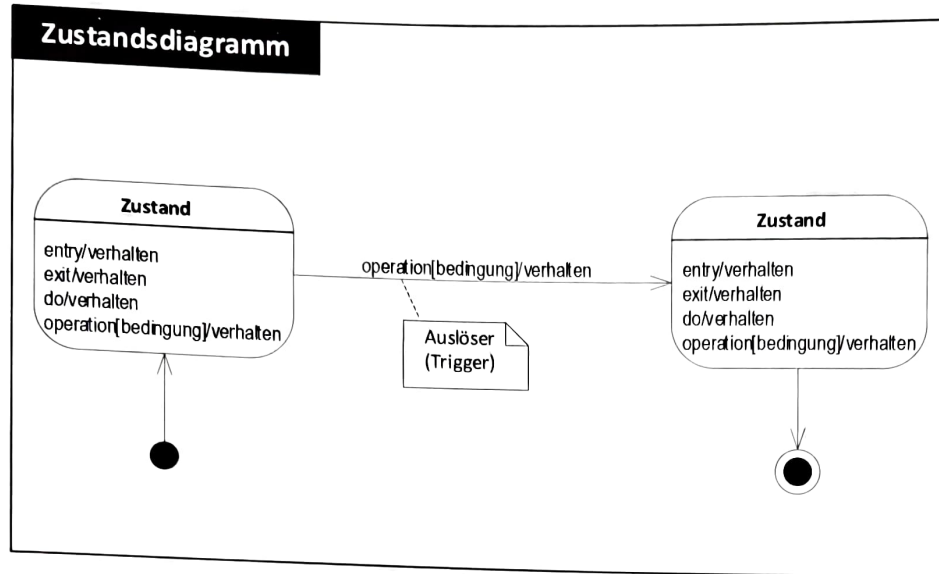 Zustandsdiagramm
Zustand
entry/verhalten
exit/verhalten
do/verhalten
operation[bedingung]/verhalten
operation[bedingung]/verhalten
Auslöser
(Trigger)
Zustand
entry/verhalten
exit/verhalten
do/verhalten
operation[bedingung]/verhalten